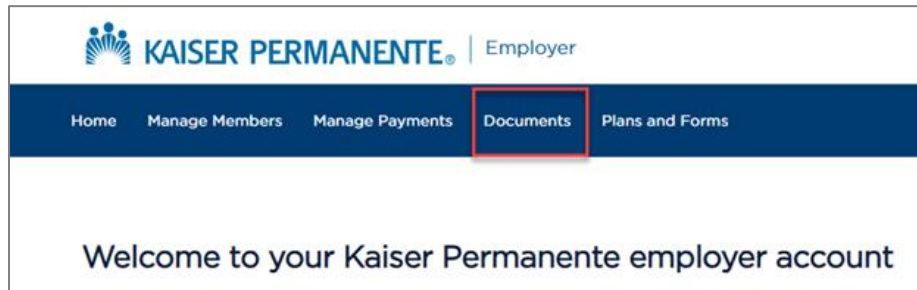 KAISER PERMANENTE® | Employer
Home Manage Members Manage Payments Documents Plans and Forms
Welcome to your Kaiser Permanente employer account